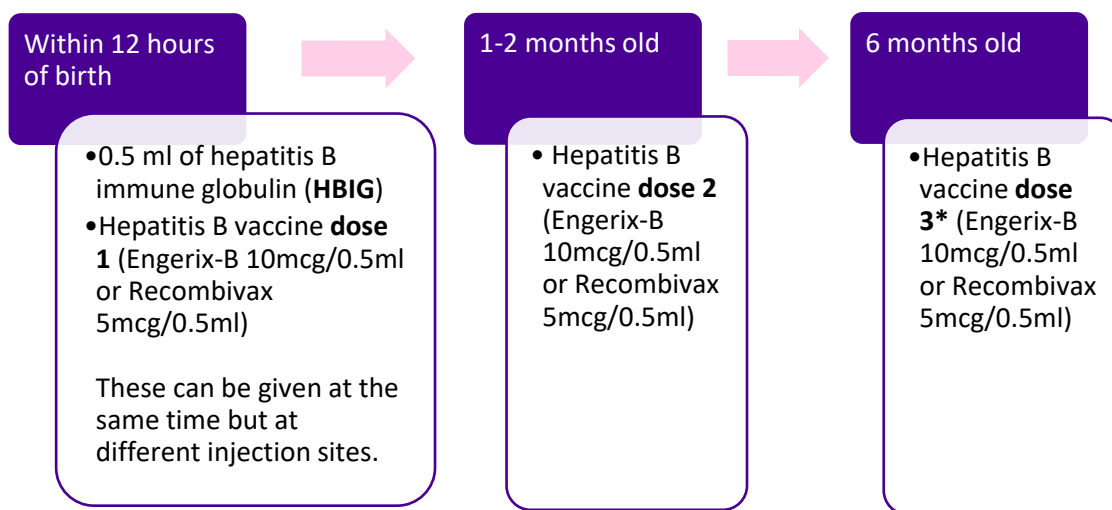 Within 12 hours
of birth
•0.5 ml of hepatitis B
immune globulin (HBIG)
•Hepatitis B vaccine dose
1 (Engerix-B 10mcg/0.5ml
or Recombivax
5mcg/0.5ml)
These can be given at the
same time but at
different injection sites.
1-2 months old
• Hepatitis B
vaccine dose 2
(Engerix-B
10mcg/0.5ml
or Recombivax
5mcg/0.5ml)
6 months old
•Hepatitis B
vaccine dose
3* (Engerix-B
10mcg/0.5ml
or Recombivax
5mcg/0.5ml)